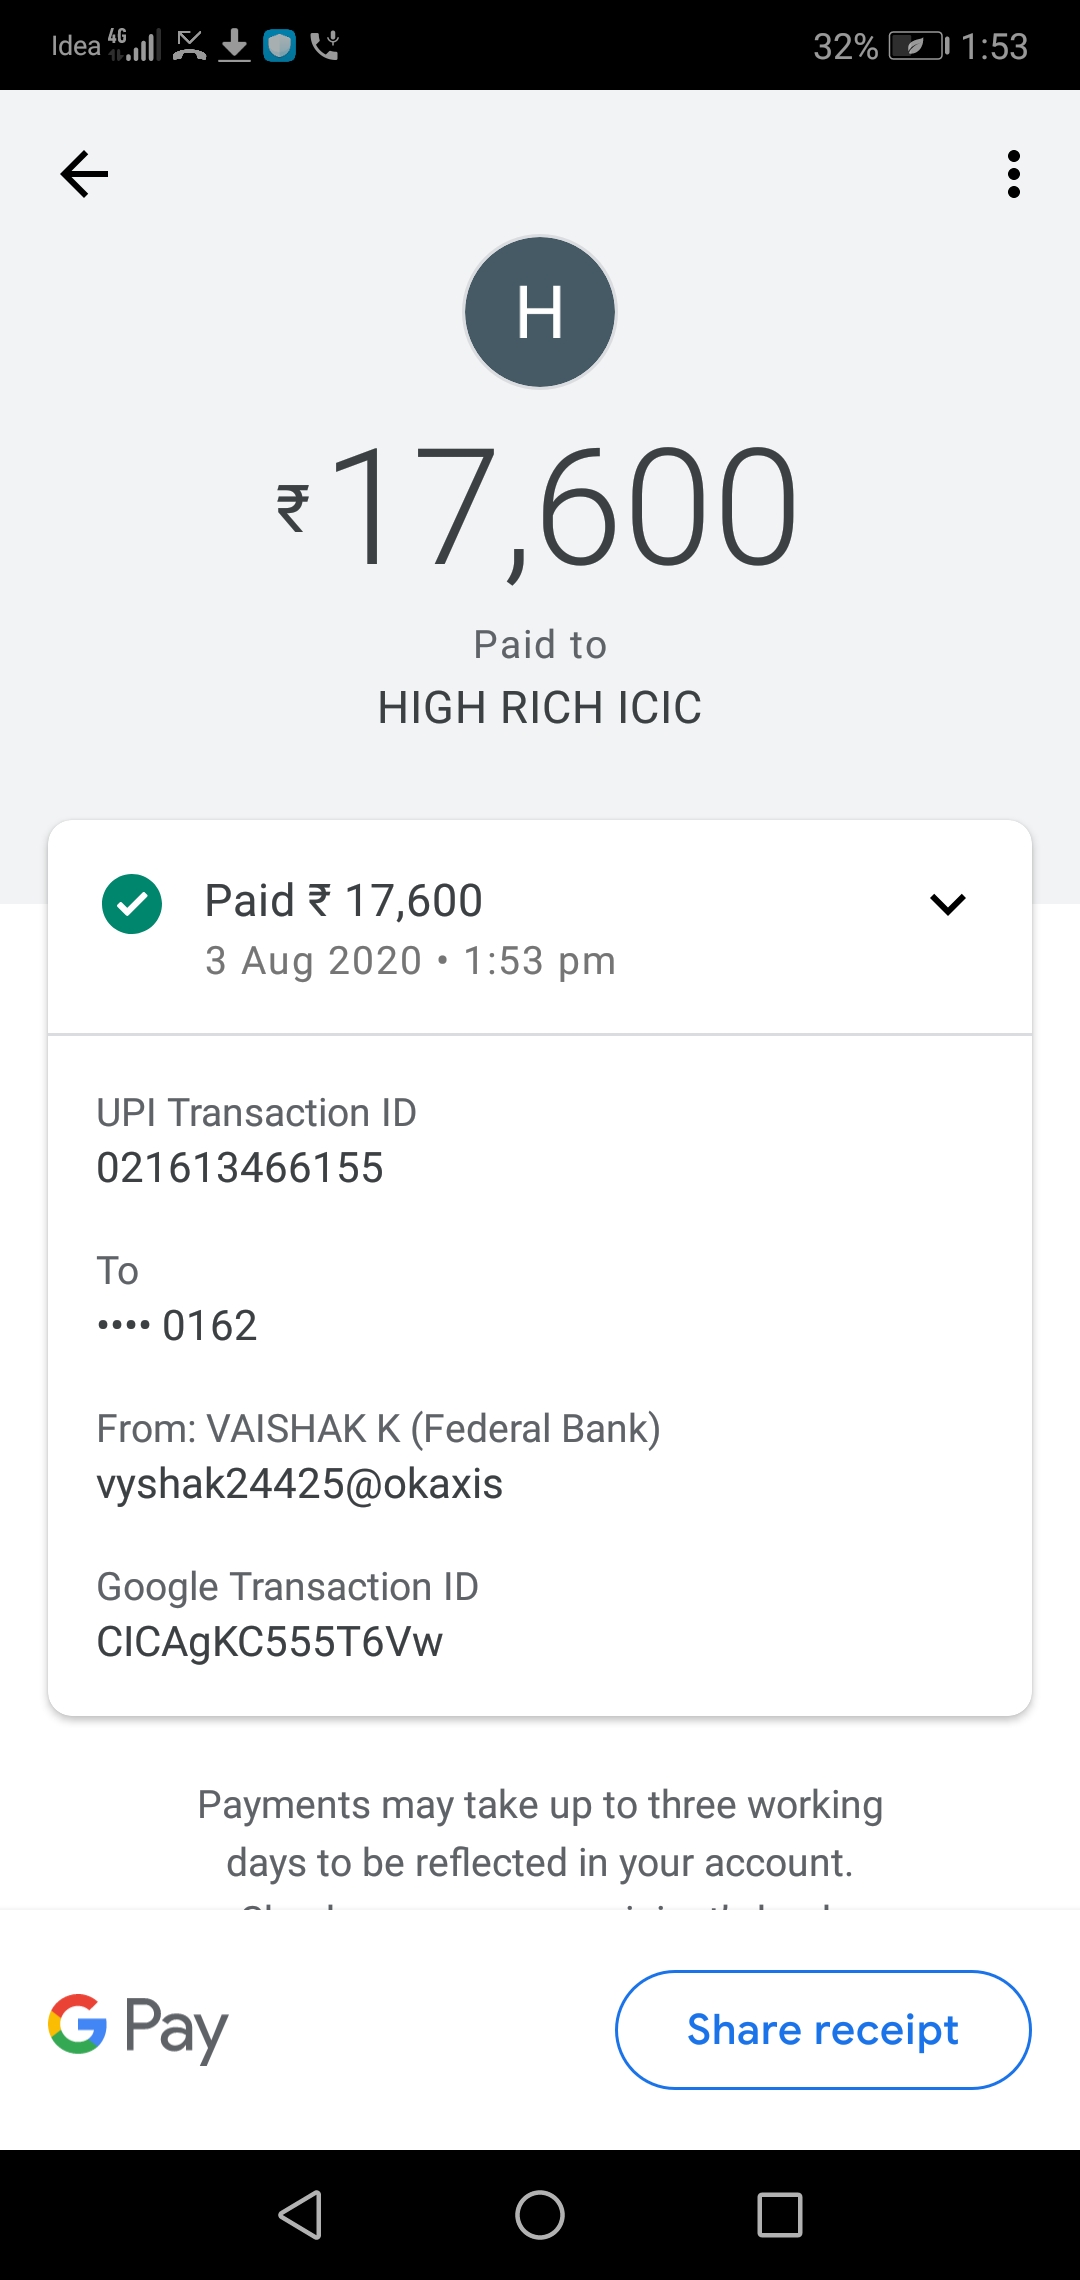 Idea 4G 32% 1:53
H
₹17,600
Paid to
HIGH RICH ICIC
Paid ₹ 17,600
3 Aug 2020 • 1:53 pm
UPI Transaction ID
021613466155
To
•••• 0162
From: VAISHAK K (Federal Bank)
vyshak24425@okaxis
Google Transaction ID
CICAgKC555T6Vw
Payments may take up to three working
days to be reflected in your account.
G Pay
Share receipt